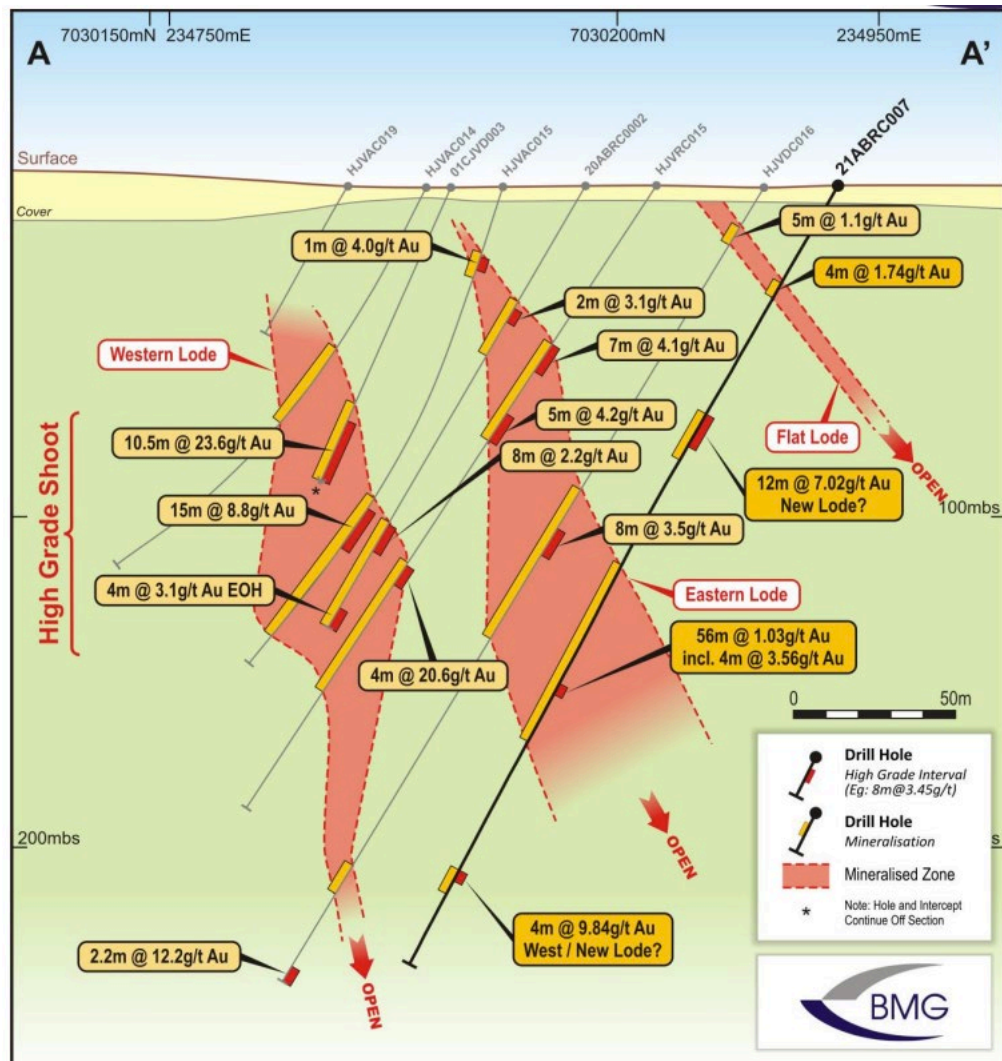 7030150mN
234750mE
7030200mN
234950mE
A
A'
HJVAC019
HJVAC014
01CJVD003
HJVAC015
20ABRC0002
HJVRC015
HJVDC016
21ABRC007
Surface
Cover
5m @ 1.1g/t Au
1m @ 4.0g/t Au
4m @ 1.74g/t Au
2m @ 3.1g/t Au
7m @ 4.1g/t Au
Western Lode
5m @ 4.2g/t Au
Flat Lode
High Grade Shoot
10.5m @ 23.6g/t Au
8m @ 2.2g/t Au
*
OPEN
12m @ 7.02g/t Au
New Lode?
15m @ 8.8g/t Au
100mbs
8m @ 3.5g/t Au
4m @ 3.1g/t Au EOH
Eastern Lode
56m @ 1.03g/t Au
incl. 4m @ 3.56g/t Au
4m @ 20.6g/t Au
0
50m
Drill Hole
High Grade Interval
(Eg: 8m@3.45g/t)
Drill Hole
Mineralisation
Mineralised Zone
* Note: Hole and Intercept
Continue Off Section
200mbs
OPEN
4m @ 9.84g/t Au
West / New Lode?
2.2m @ 12.2g/t Au
OPEN
BMG